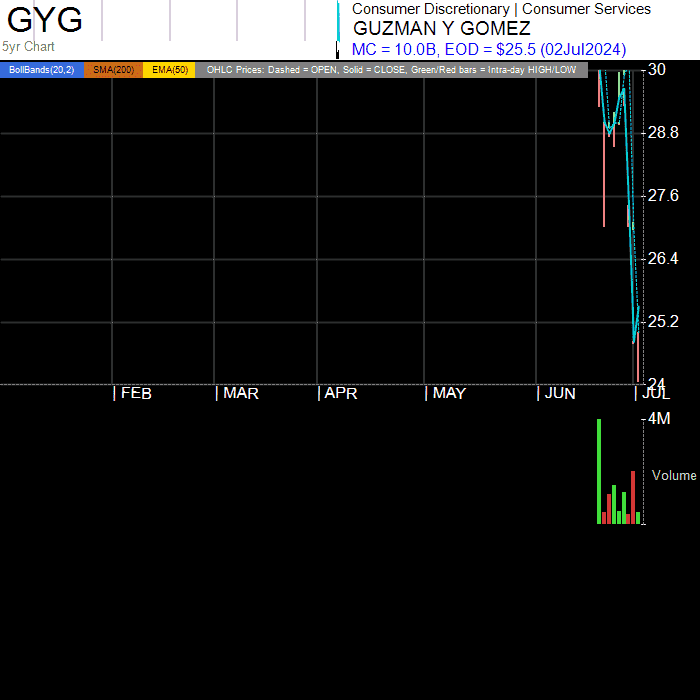 GYG
5yr Chart
Consumer Discretionary | Consumer Services
GUZMAN Y GOMEZ
MC = 10.0B, EOD = $25.5 (02Jul2024)
BollBands(20,2) SMA(200) EMA(50) OHLC Prices: Dashed = OPEN, Solid = CLOSE, Green/Red bars = Intra-day HIGH/LOW
30
28.8
27.6
26.4
25.2
24
FEB MAR APR MAY JUN JUL
4M
Volume